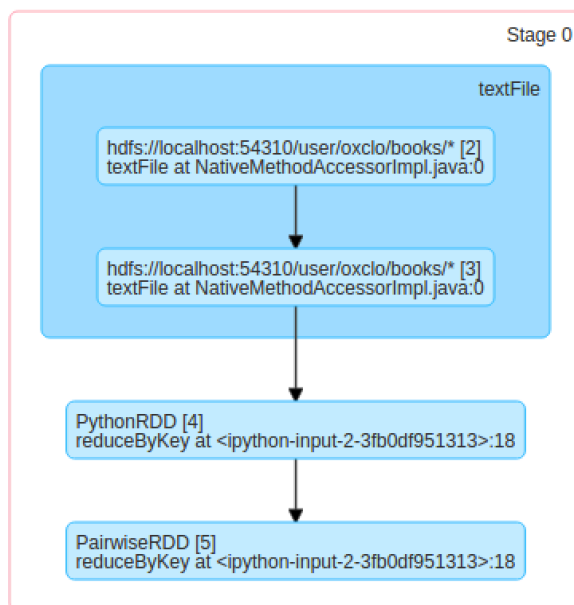 Stage 0
textFile
hdfs://localhost:54310/user/oxclo/books/* [2]
textFile at NativeMethodAccessorImpl.java:0
hdfs://localhost:54310/user/oxclo/books/* [3]
textFile at NativeMethodAccessorImpl.java:0
PythonRDD [4]
reduceByKey at <ipython-input-2-3fb0df951313>:18
PairwiseRDD [5]
reduceByKey at <ipython-input-2-3fb0df951313>:18